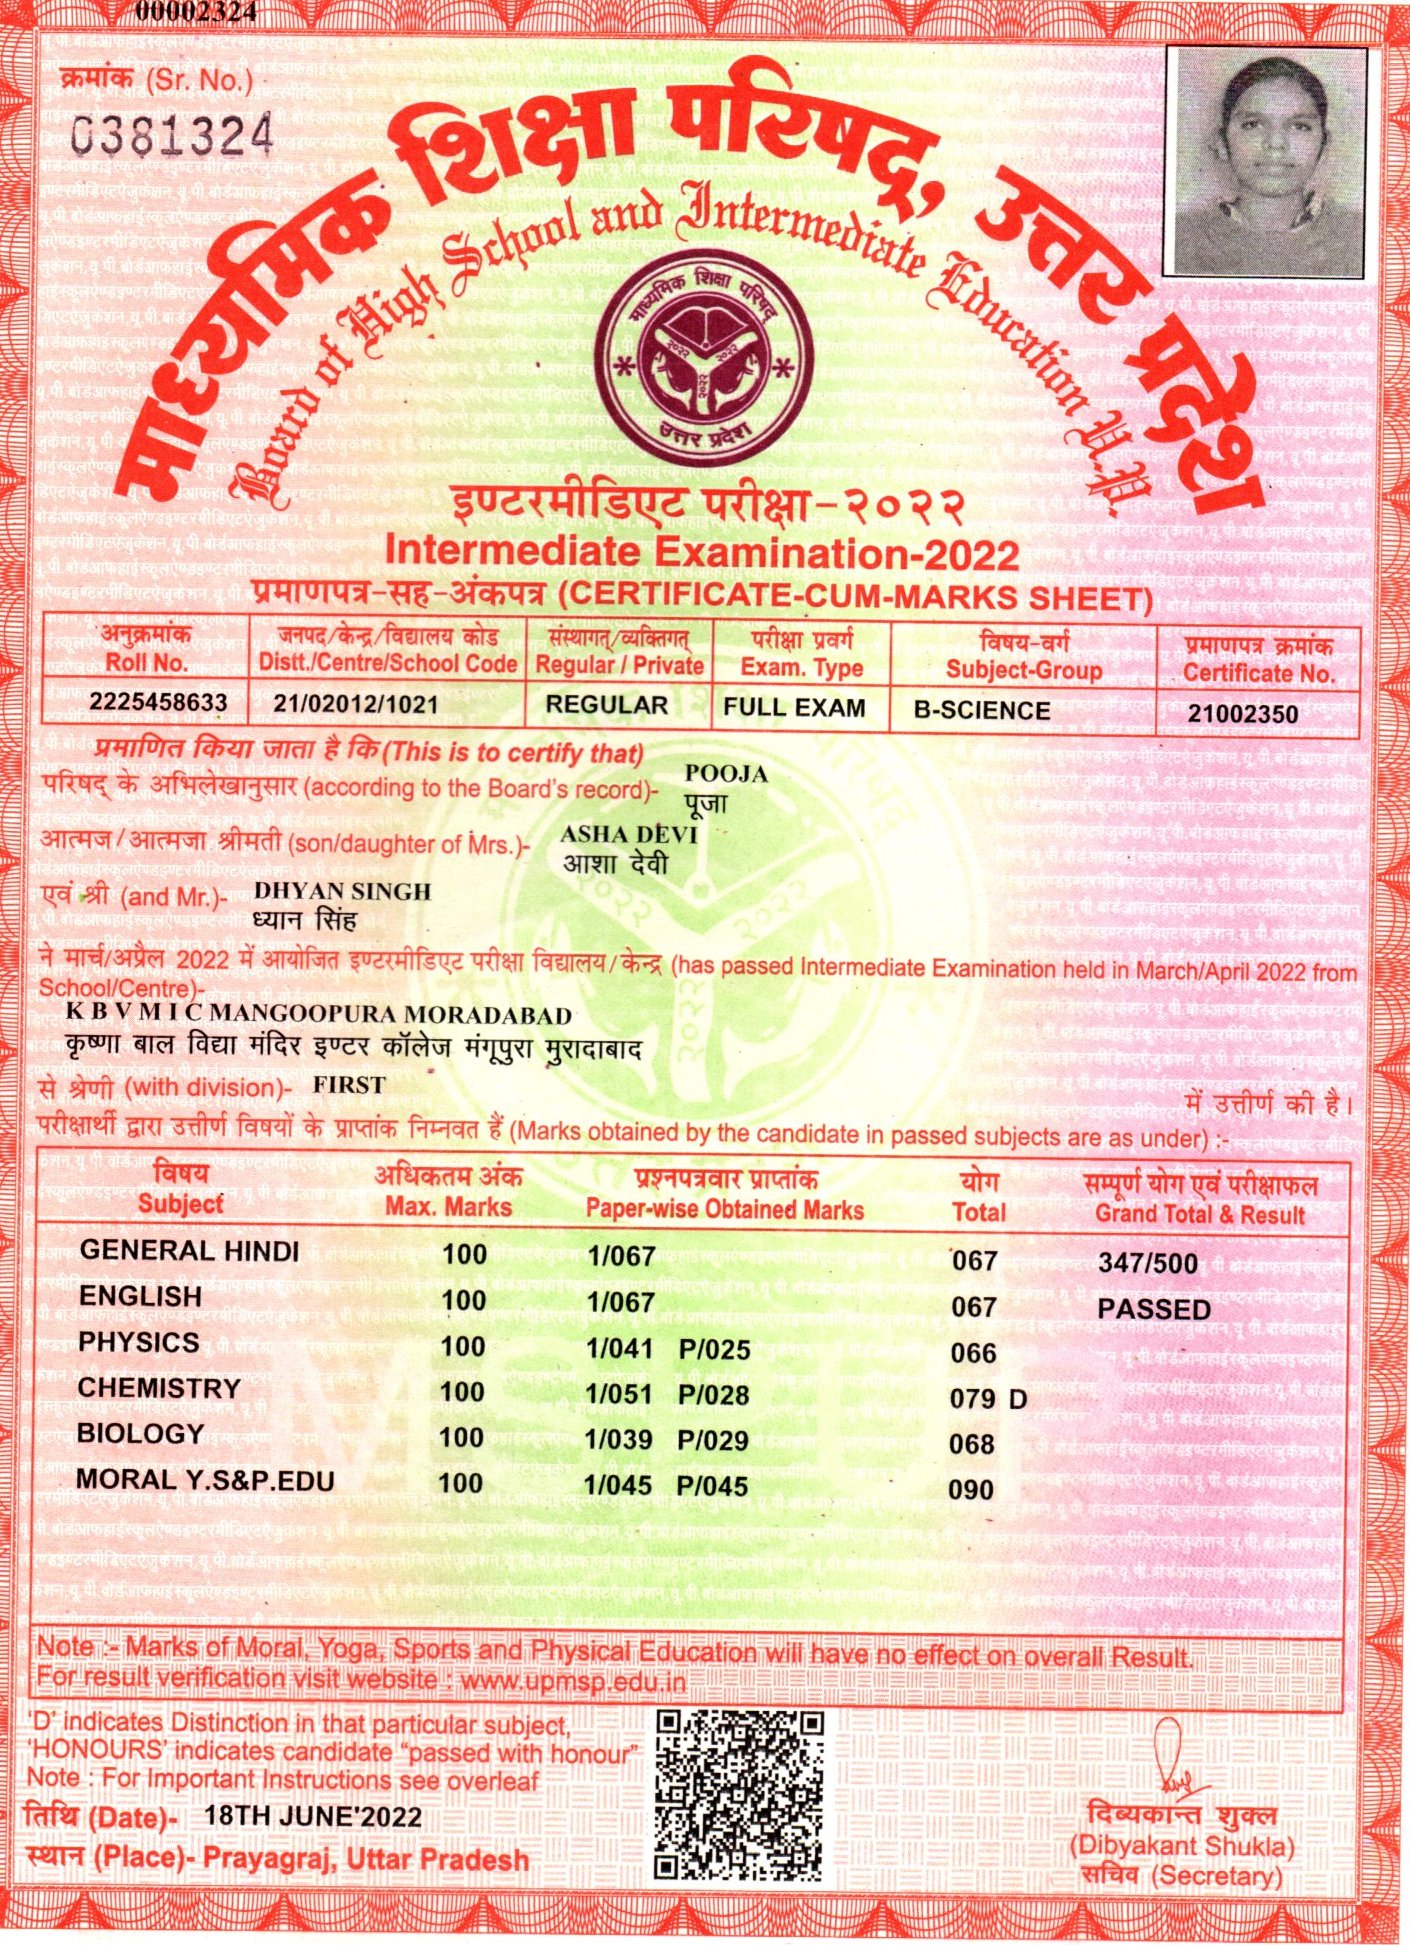 00002324
क्रमांक (Sr. No.)
0381324
माध्यमिक शिक्षा परिषद्, उत्तर प्रदेश
Board of High School and Intermediate Education U.P.
माध्यमिक शिक्षा परिषद्
२०२२ २०२२
२०२२
उत्तर प्रदेश
इण्टरमीडिएट परीक्षा-२०२२
Intermediate Examination-2022
प्रमाणपत्र-सह-अंकपत्र (CERTIFICATE-CUM-MARKS SHEET)
अनुक्रमांक जनपद/केन्द्र/विद्यालय कोड संस्थागत्/व्यक्तिगत् परीक्षा प्रवर्ग विषय-वर्ग प्रमाणपत्र क्रमांक
Roll No. Distt./Centre/School Code Regular / Private Exam. Type Subject-Group Certificate No.
2225458633 21/02012/1021 REGULAR FULL EXAM B-SCIENCE 21002350
प्रमाणित किया जाता है कि (This is to certify that)
परिषद् के अभिलेखानुसार (according to the Board's record)- POOJA
पूजा
आत्मज/आत्मजा श्रीमती (son/daughter of Mrs.)- ASHA DEVI
आशा देवी
एवं श्री (and Mr.)- DHYAN SINGH
ध्यान सिंह
ने मार्च/अप्रैल 2022 में आयोजित इण्टरमीडिएट परीक्षा विद्यालय/केन्द्र (has passed Intermediate Examination held in March/April 2022 from
School/Centre)-
K B V M I C MANGOOPURA MORADABAD
कृष्णा बाल विद्या मंदिर इण्टर कॉलेज मंगूपुरा मुरादाबाद
से श्रेणी (with division)- FIRST में उत्तीर्ण की है।
परीक्षार्थी द्वारा उत्तीर्ण विषयों के प्राप्तांक निम्नवत हैं (Marks obtained by the candidate in passed subjects are as under) :-
विषय अधिकतम अंक प्रश्नपत्रवार प्राप्तांक योग सम्पूर्ण योग एवं परीक्षाफल
Subject Max. Marks Paper-wise Obtained Marks Total Grand Total & Result
GENERAL HINDI 100 1/067 067 347/500
ENGLISH 100 1/067 067 PASSED
PHYSICS 100 1/041 P/025 066
CHEMISTRY 100 1/051 P/028 079 D
BIOLOGY 100 1/039 P/029 068
MORAL Y.S&P.EDU 100 1/045 P/045 090
Note :- Marks of Moral, Yoga, Sports and Physical Education will have no effect on overall Result.
For result verification visit website : www.upmsp.edu.in
'D' indicates Distinction in that particular subject,
'HONOURS' indicates candidate "passed with honour"
Note : For Important Instructions see overleaf
तिथि (Date)- 18TH JUNE'2022
स्थान (Place)- Prayagraj, Uttar Pradesh
दिव्यकान्त शुक्ल
(Dibyakant Shukla)
सचिव (Secretary)